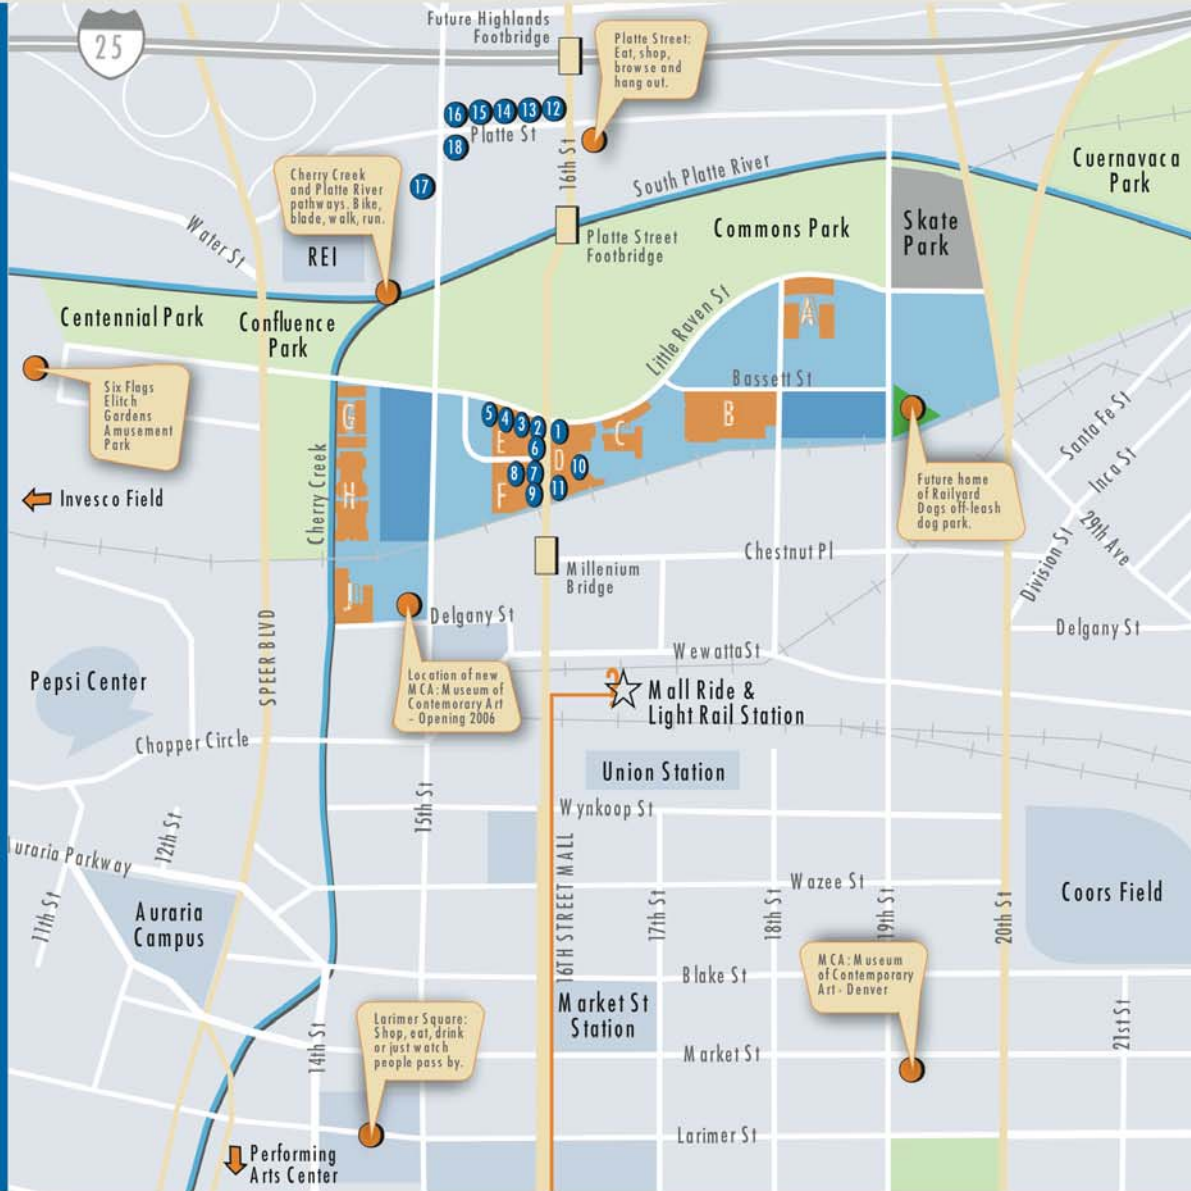 25
Future Highlands
Footbridge
Platte Street:
Eat, shop,
browse and
hang out.
16 15 14 13 12
Platte St
18
17
16th St
South Platte River
Cuernavaca
Park
Cherry Creek
and Platte River
pathways. Bike,
blade, walk, run.
Water St
REI
Platte Street
Footbridge
Commons Park
Skate
Park
Centennial Park
Confluence
Park
Little Raven St
A
Bassett St
Six Flags
Elitch
Gardens
Amusement
Park
G
5 4 3 2 1
E
6
D
C
B
8 7 10
H
F
9 11
Santa Fe St
Inca St
29th Ave
Division St
Future home
of Railyard
Dogs off-leash
dog park.
Invesco Field
Cherry Creek
Millenium
Bridge
Chestnut Pl
J
Delgany St
Delgany St
Wewatta St
SPEER BLVD
Pepsi Center
Location of new
MCA: Museum of
Contemorary Art
- Opening 2006
Mall Ride &
Light Rail Station
Chopper Circle
Union Station
15th St
Wynkoop St
12th St
uraria Parkway
11th St
Auraria
Campus
16TH STREET MALL
17th St
Wazee St
18th St
19th St
20th St
Coors Field
Blake St
MCA: Museum
of Contemporary
Art - Denver
Market St
Station
Larimer Square:
Shop, eat, drink
or just watch
people pass by.
14th St
Market St
21st St
Larimer St
Performing
Arts Center